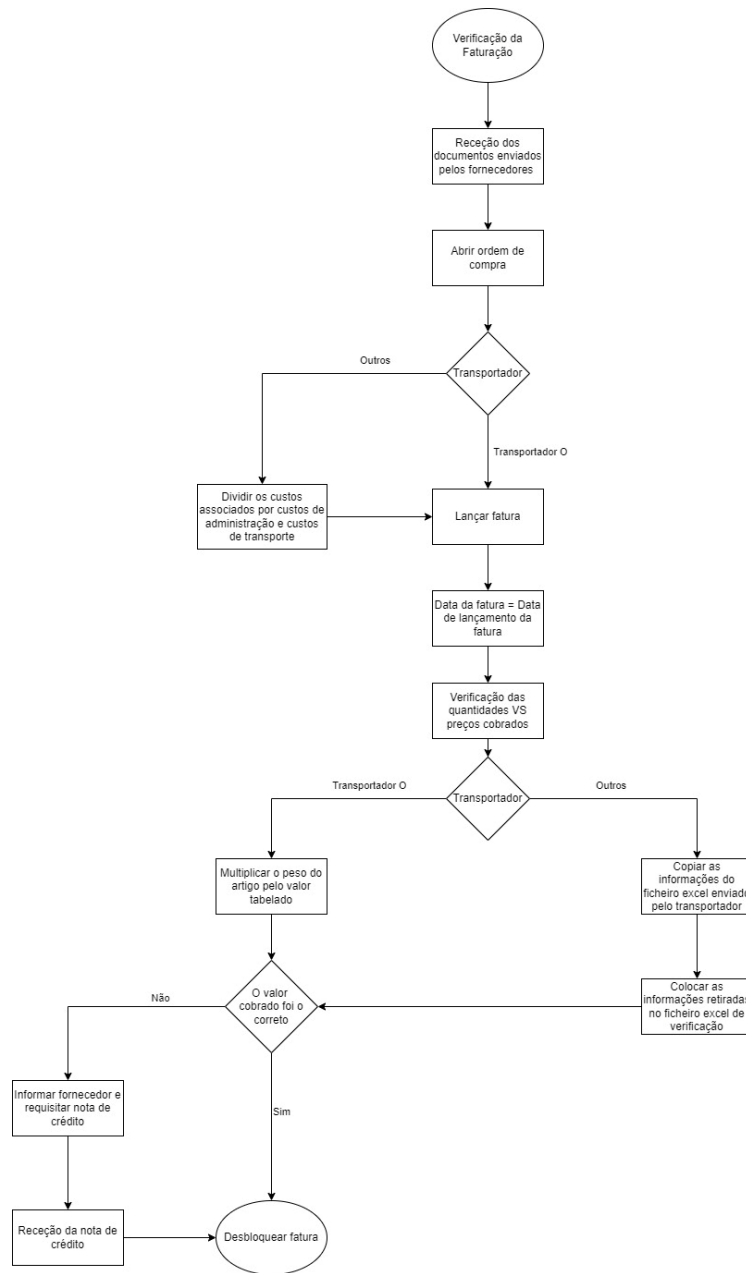 Verificação da
Faturação
Receção dos
documentos enviados
pelos fornecedores
Abrir ordem de
compra
Outros
Transportador
Transportador O
Dividir os custos
associados por custos de
administração e custos
de transporte
Lançar fatura
Data da fatura = Data
de lançamento da
fatura
Verificação das
quantidades VS
preços cobrados
Transportador O
Transportador
Outros
Multiplicar o peso do
artigo pelo valor
tabelado
Copiar as
informações do
ficheiro excel enviado
pelo transportador
Não
O valor
cobrado foi o
correto
Colocar as
informações retiradas
no ficheiro excel de
verificação
Informar fornecedor e
requisitar nota de
crédito
Sim
Receção da nota de
crédito
Desbloquear fatura